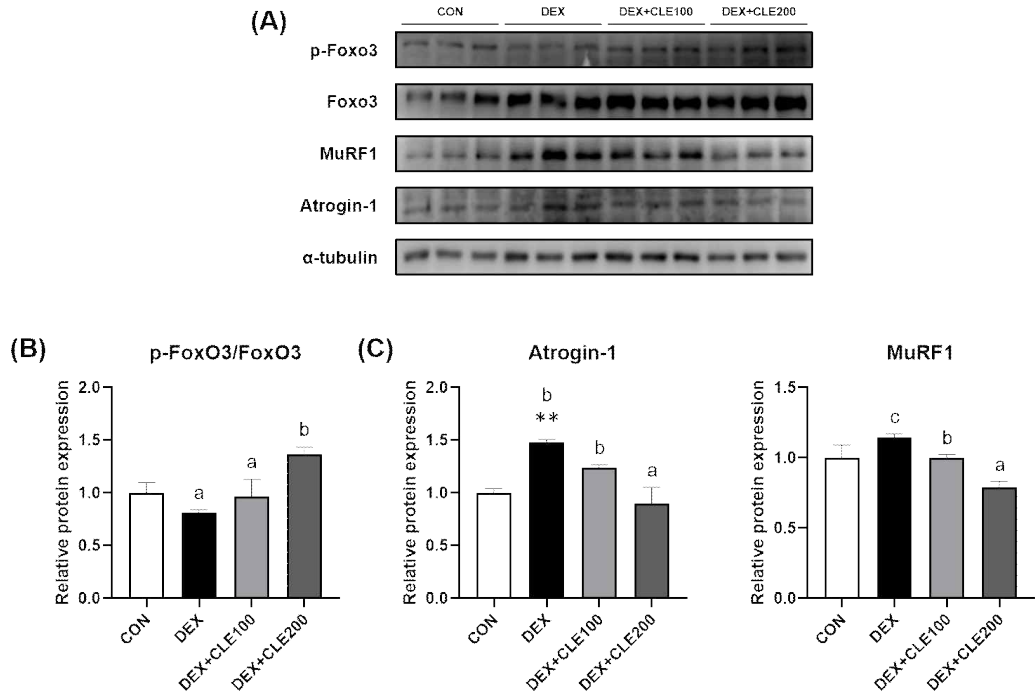 (A)
CON DEX DEX+CLE100 DEX+CLE200
p-Foxo3
Foxo3
MuRF1
Atrogin-1
α-tubulin
(B)
p-FoxO3/FoxO3
Relative protein expression
2.0
1.5
1.0
0.5
0.0
a
a
b
CON
DEX
DEX+CLE100
DEX+CLE200
(C)
Atrogin-1
Relative protein expression
2.0
1.5
1.0
0.5
0.0
b
**
b
a
CON
DEX
DEX+CLE100
DEX+CLE200
MuRF1
Relative protein expression
1.5
1.0
0.5
0.0
c
b
a
CON
DEX
DEX+CLE100
DEX+CLE200